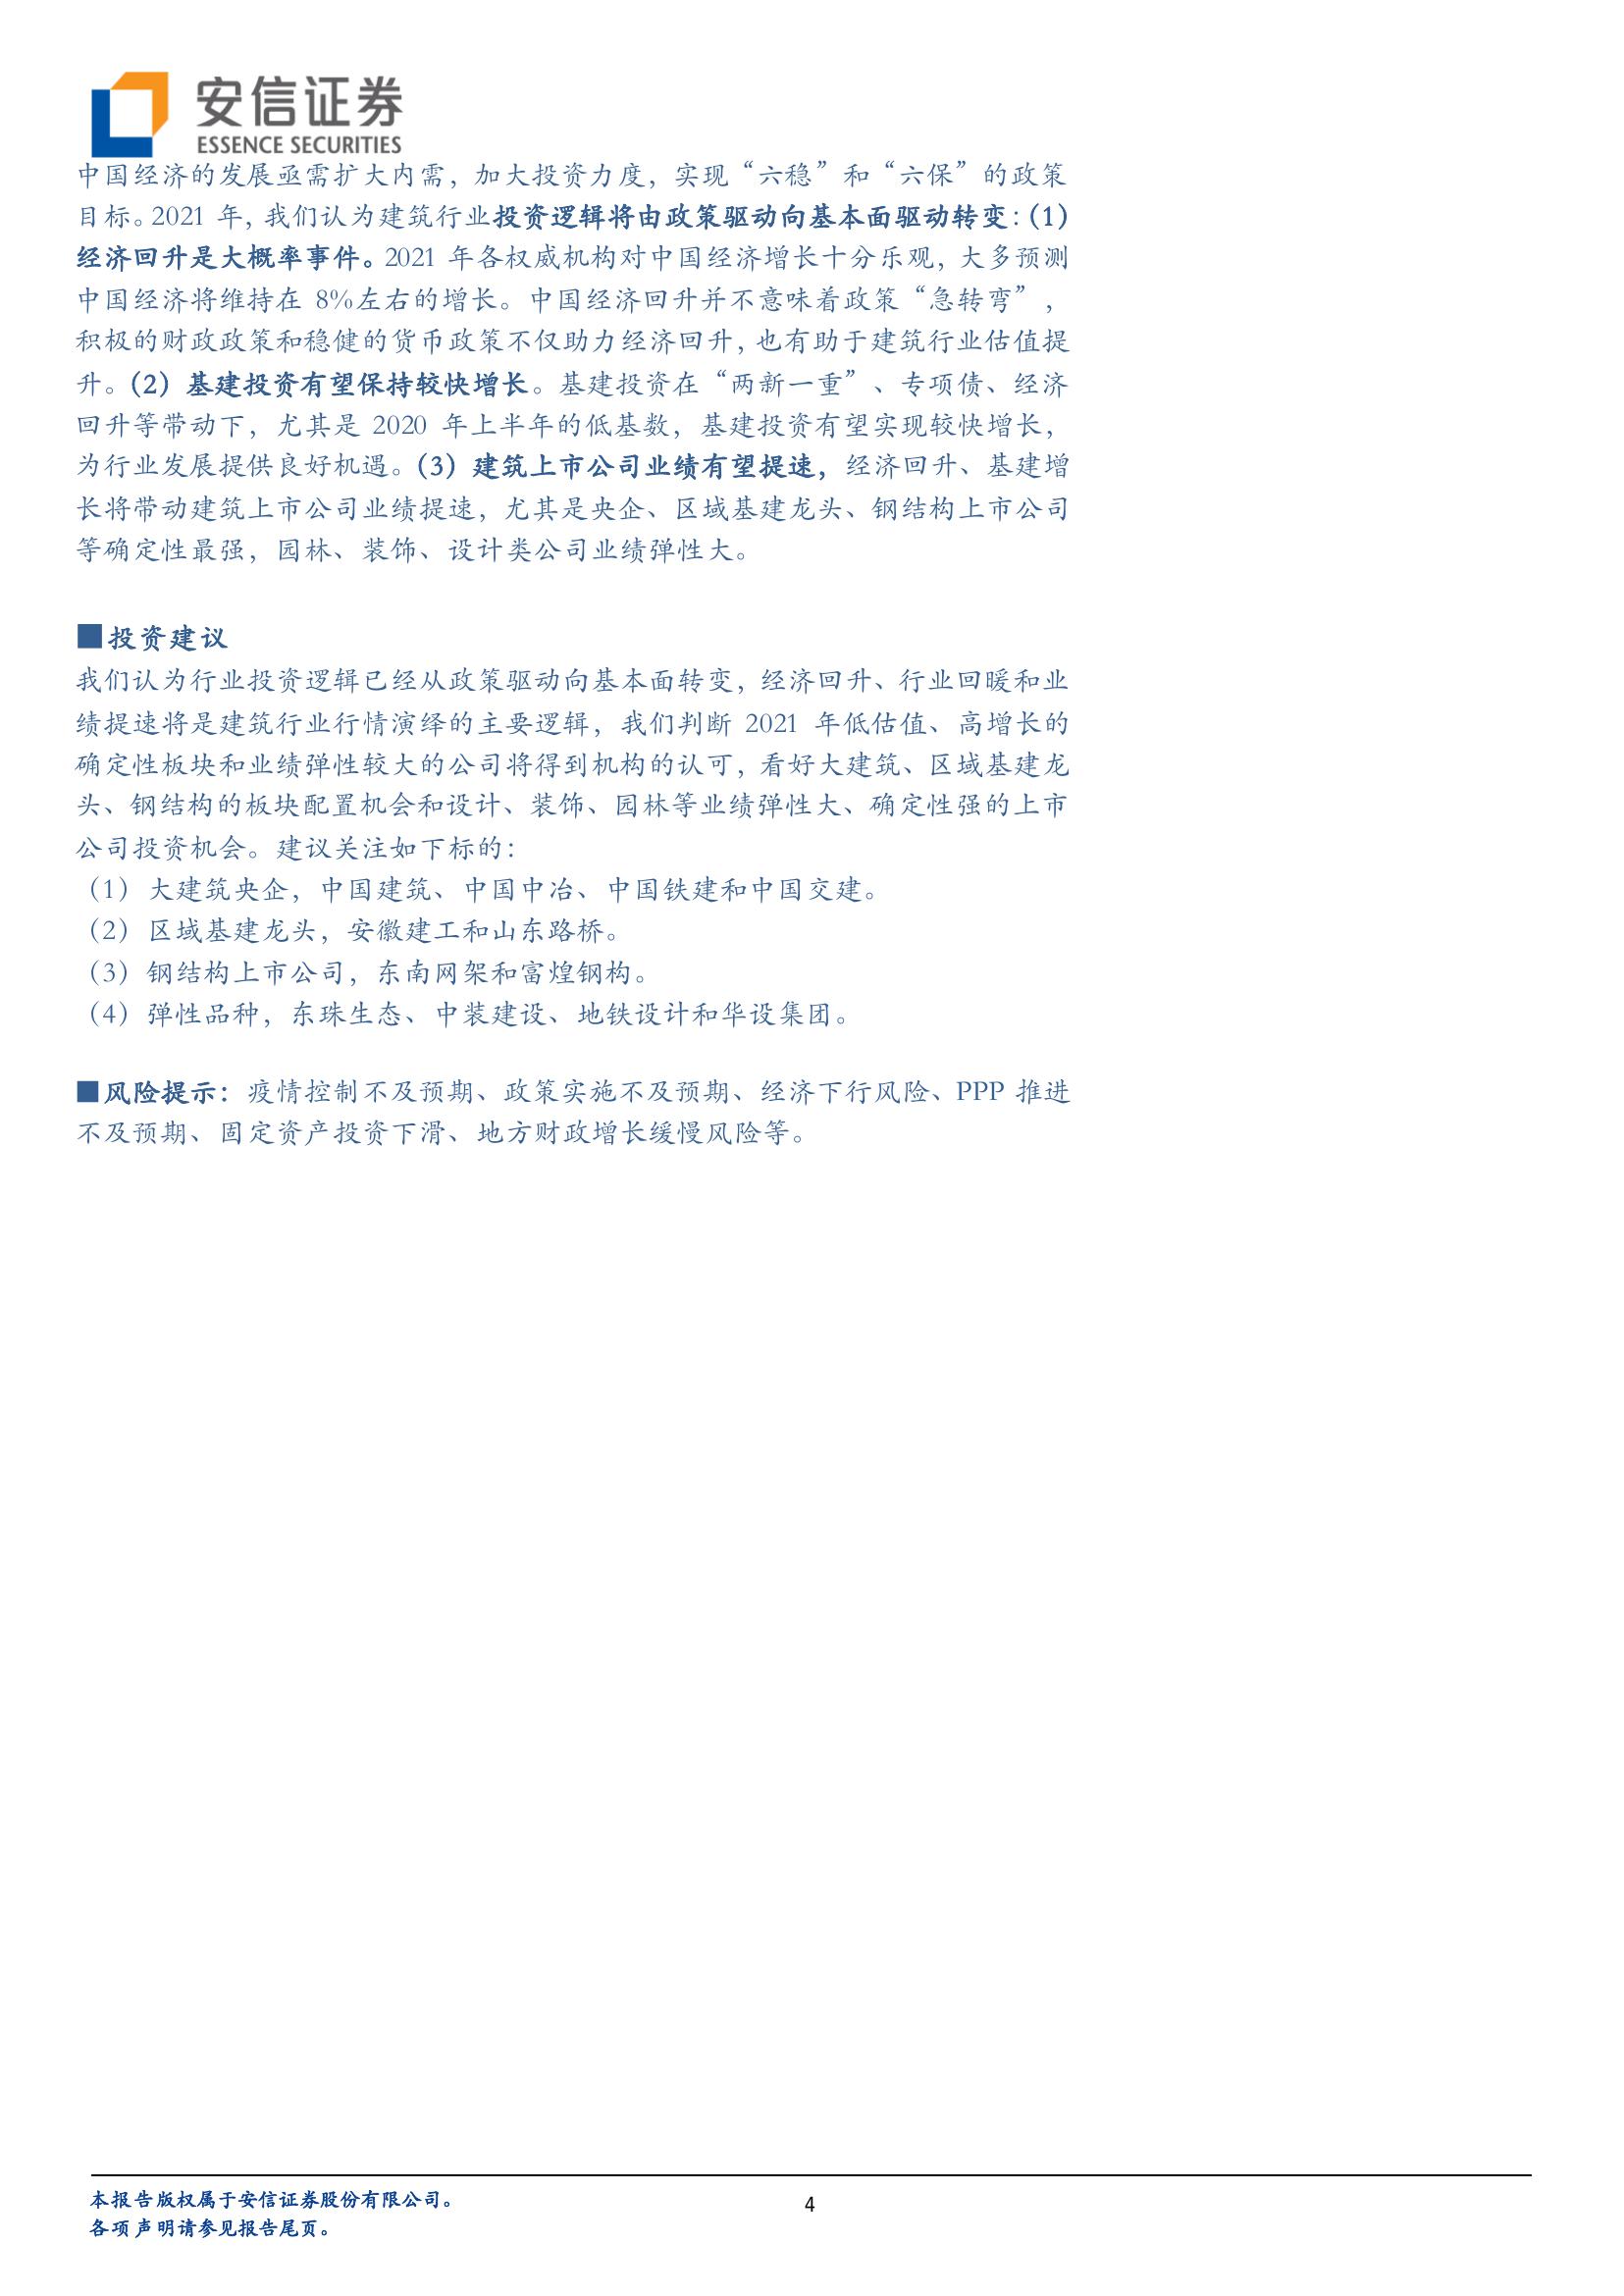 安信证券
ESSENCE SECURITIES
中国经济的发展亟需扩大内需，加大投资力度，实现“六稳”和“六保”的政策
目标。2021 年，我们认为建筑行业投资逻辑将由政策驱动向基本面驱动转变：（1）
经济回升是大概率事件。2021 年各权威机构对中国经济增长十分乐观，大多预测
中国经济将维持在 8%左右的增长。中国经济回升并不意味着政策“急转弯”，
积极的财政政策和稳健的货币政策不仅助力经济回升，也有助于建筑行业估值提
升。（2）基建投资有望保持较快增长。基建投资在“两新一重”、专项债、经济
回升等带动下，尤其是 2020 年上半年的低基数，基建投资有望实现较快增长，
为行业发展提供良好机遇。（3）建筑上市公司业绩有望提速，经济回升、基建增
长将带动建筑上市公司业绩提速，尤其是央企、区域基建龙头、钢结构上市公司
等确定性最强，园林、装饰、设计类公司业绩弹性大。
■投资建议
我们认为行业投资逻辑已经从政策驱动向基本面转变，经济回升、行业回暖和业
绩提速将是建筑行业行情演绎的主要逻辑，我们判断 2021 年低估值、高增长的
确定性板块和业绩弹性较大的公司将得到机构的认可，看好大建筑、区域基建龙
头、钢结构的板块配置机会和设计、装饰、园林等业绩弹性大、确定性强的上市
公司投资机会。建议关注如下标的：
（1）大建筑央企，中国建筑、中国中冶、中国铁建和中国交建。
（2）区域基建龙头，安徽建工和山东路桥。
（3）钢结构上市公司，东南网架和富煌钢构。
（4）弹性品种，东珠生态、中装建设、地铁设计和华设集团。
■风险提示：疫情控制不及预期、政策实施不及预期、经济下行风险、PPP 推进
不及预期、固定资产投资下滑、地方财政增长缓慢风险等。
本报告版权属于安信证券股份有限公司。
各项声明请参见报告尾页。
4